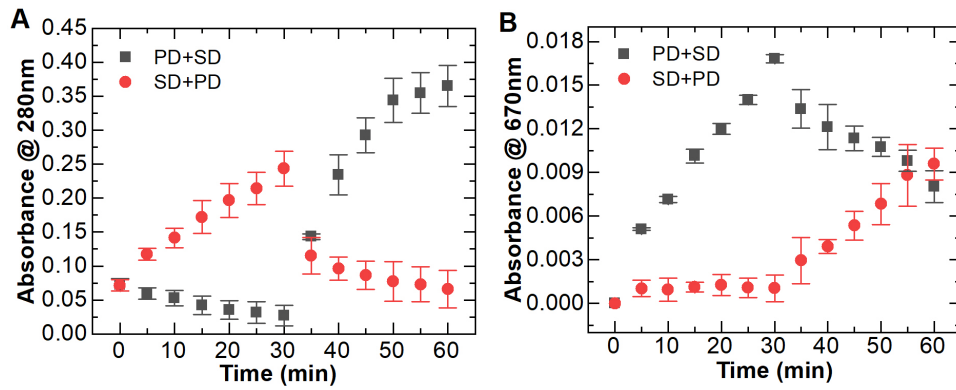 A
Absorbance @ 280nm
0.45
0.40
0.35
0.30
0.25
0.20
0.15
0.10
0.05
0.00
PD+SD
SD+PD
0 10 20 30 40 50 60
Time (min)
B
Absorbance @ 670nm
0.018
0.015
0.012
0.009
0.006
0.003
0.000
PD+SD
SD+PD
0 10 20 30 40 50 60
Time (min)